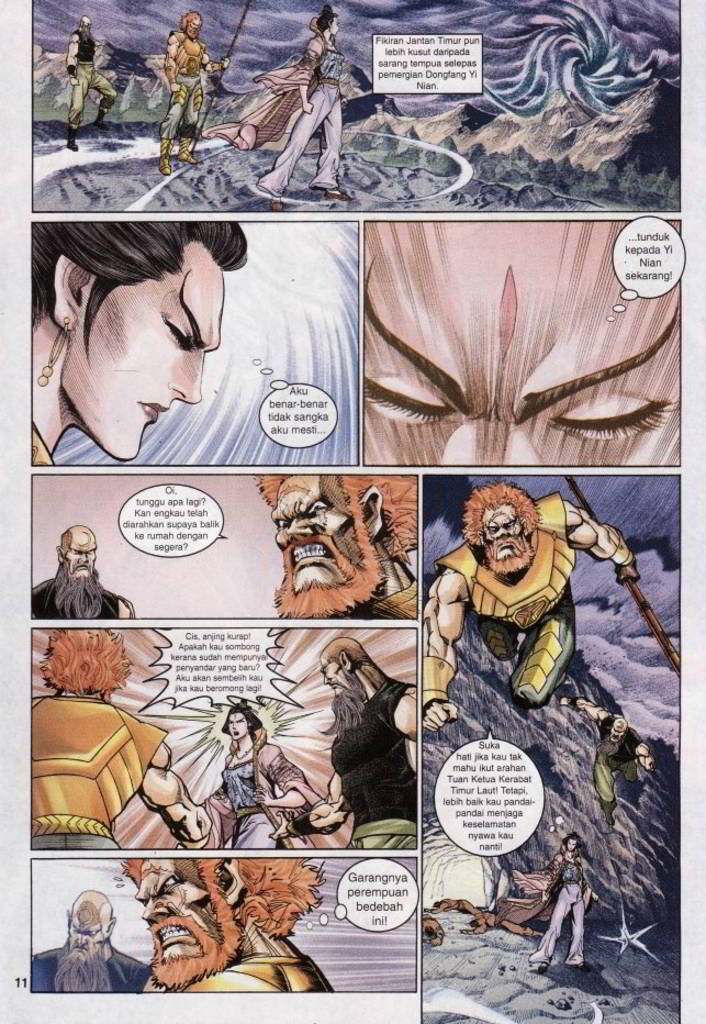 Fikiran Jantan Timur pun
lebih kusut daripada
sarang tempua selepas
pemergian Dongfang Yi
Nian.
Aku
benar-benar
tidak sangka
aku mesti...
...tunduk
kepada Yi
Nian
sekarang!
Oi,
tunggu apa lagi?
Kan engkau telah
diarahkan supaya balik
ke rumah dengan
segera?
Cis, anjing kurap!
Apakah kau sombong
kerana sudah mempunyai
penyandar yang baru?
Aku akan sembelih kau
jika kau beromong lagi!
Garangnya
perempuan
bedebah
ini!
Suka
hati jika kau tak
mahu ikut arahan
Tuan Ketua Kerabat
Timur Laut! Tetapi,
lebih baik kau pandai-
pandai menjaga
keselamatan
nyawa kau
nanti!
11